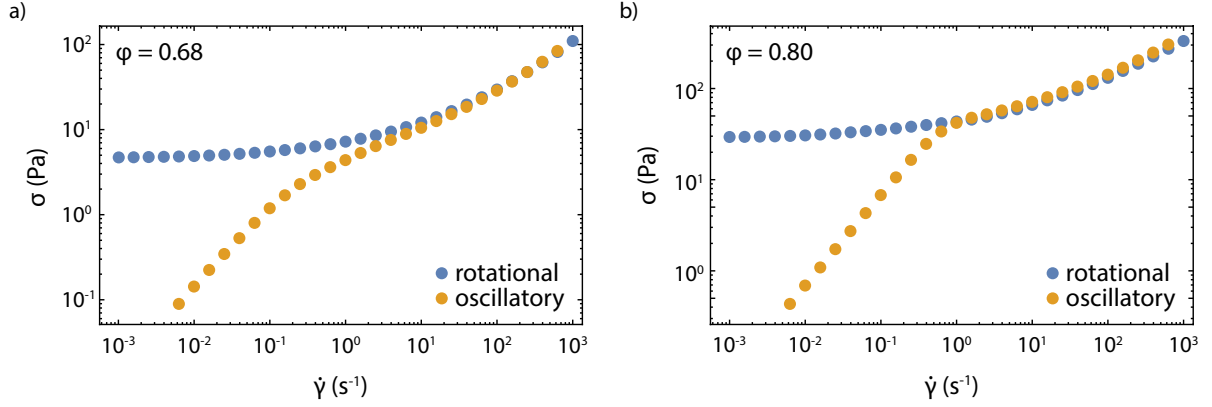 a)
φ = 0.68
10² 10¹ 10⁰ 10⁻¹
σ (Pa)
rotational
oscillatory
10⁻³ 10⁻² 10⁻¹ 10⁰ 10¹ 10² 10³
γ̇ (s⁻¹)
b)
φ = 0.80
10² 10¹ 10⁰
σ (Pa)
rotational
oscillatory
10⁻³ 10⁻² 10⁻¹ 10⁰ 10¹ 10² 10³
γ̇ (s⁻¹)